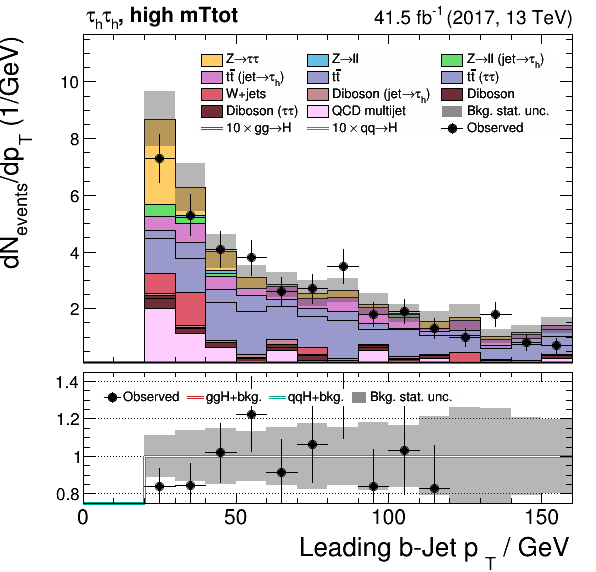 τhτh, high mTtot 41.5 fb⁻¹ (2017, 13 TeV)
dNevents/dpT (1/GeV)
Z→ττ Z→ll Z→ll (jet→τh)
tt̄ (jet→τh) tt̄ tt̄ (ττ)
W+jets Diboson (jet→τh) Diboson
Diboson (ττ) QCD multijet Bkg. stat. unc.
10×gg→H 10×qq→H Observed
10
8
6
4
2
Observed ggH+bkg. qqH+bkg. Bkg. stat. unc.
1.4
1.2
1.0
0.8
0 50 100 150
Leading b-Jet pT / GeV